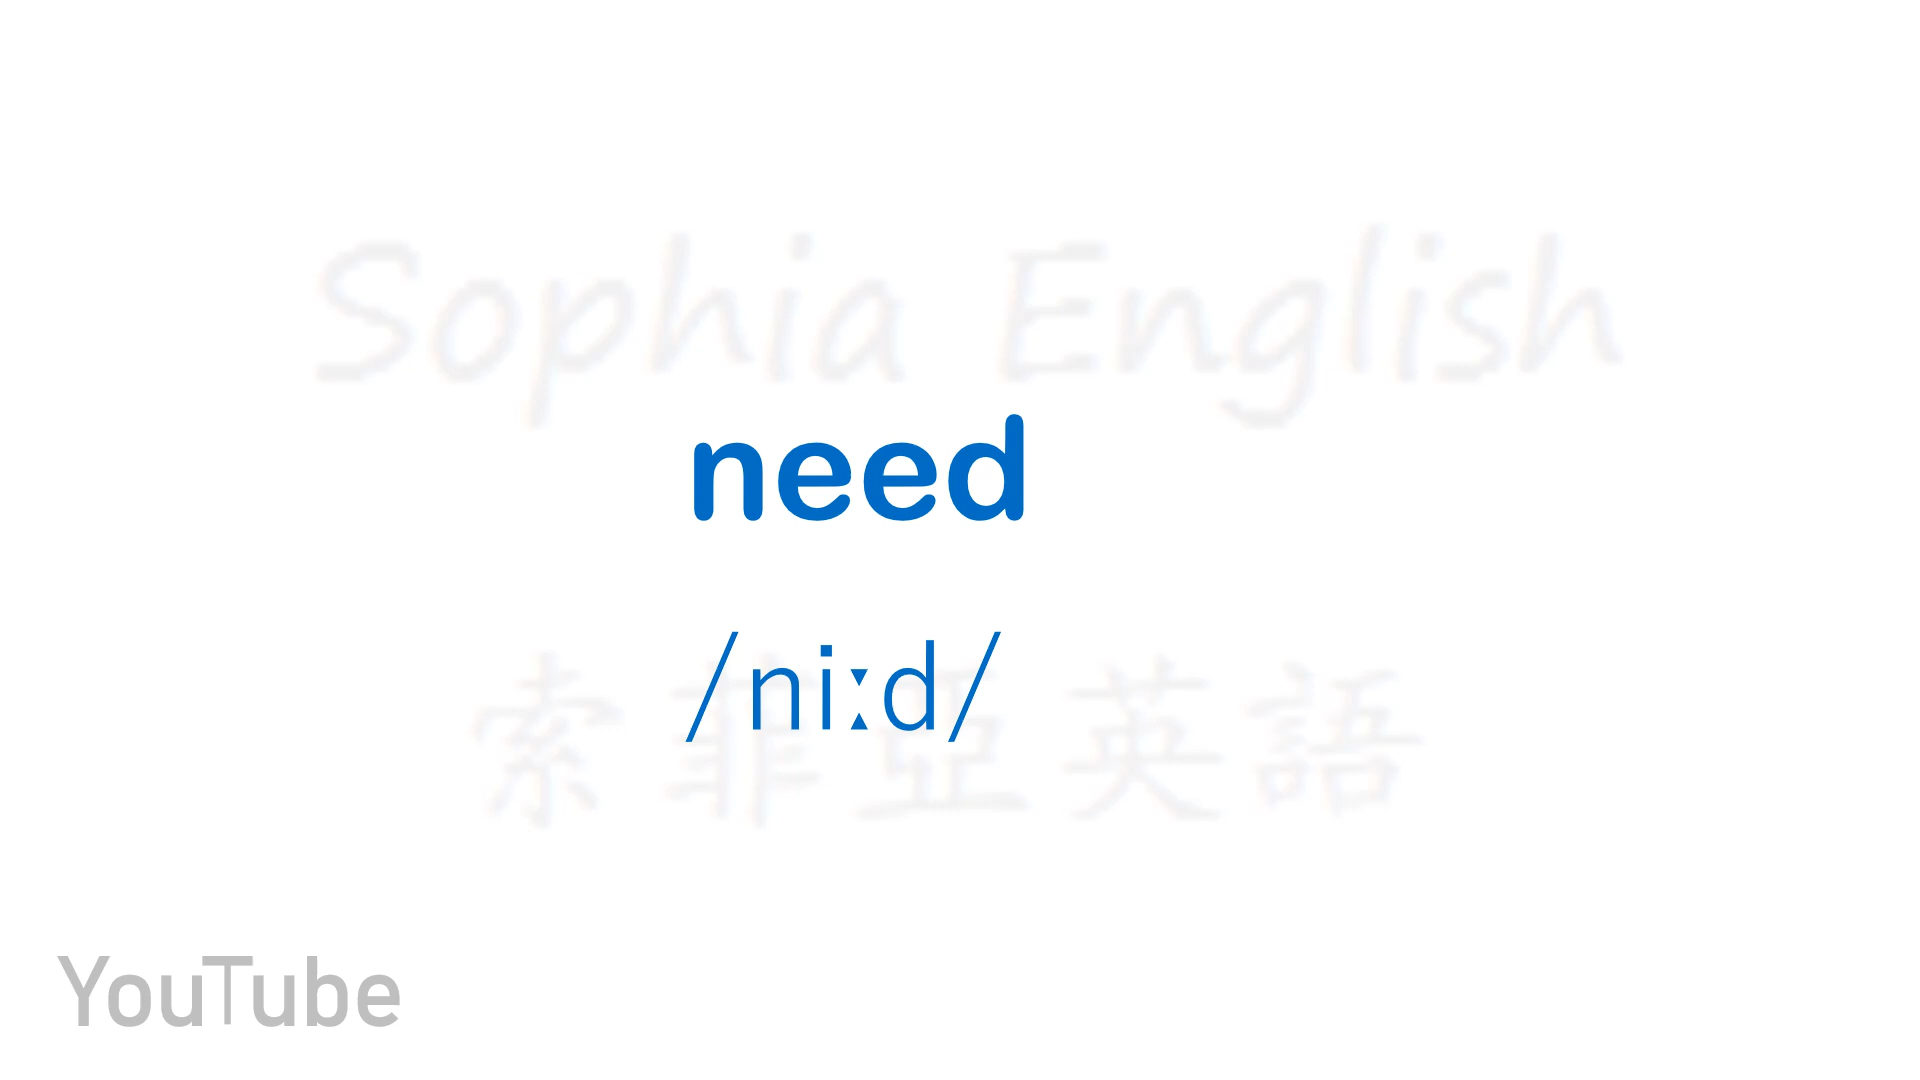 Sophia English
need
/niːd/
索菲亞英語
YouTube